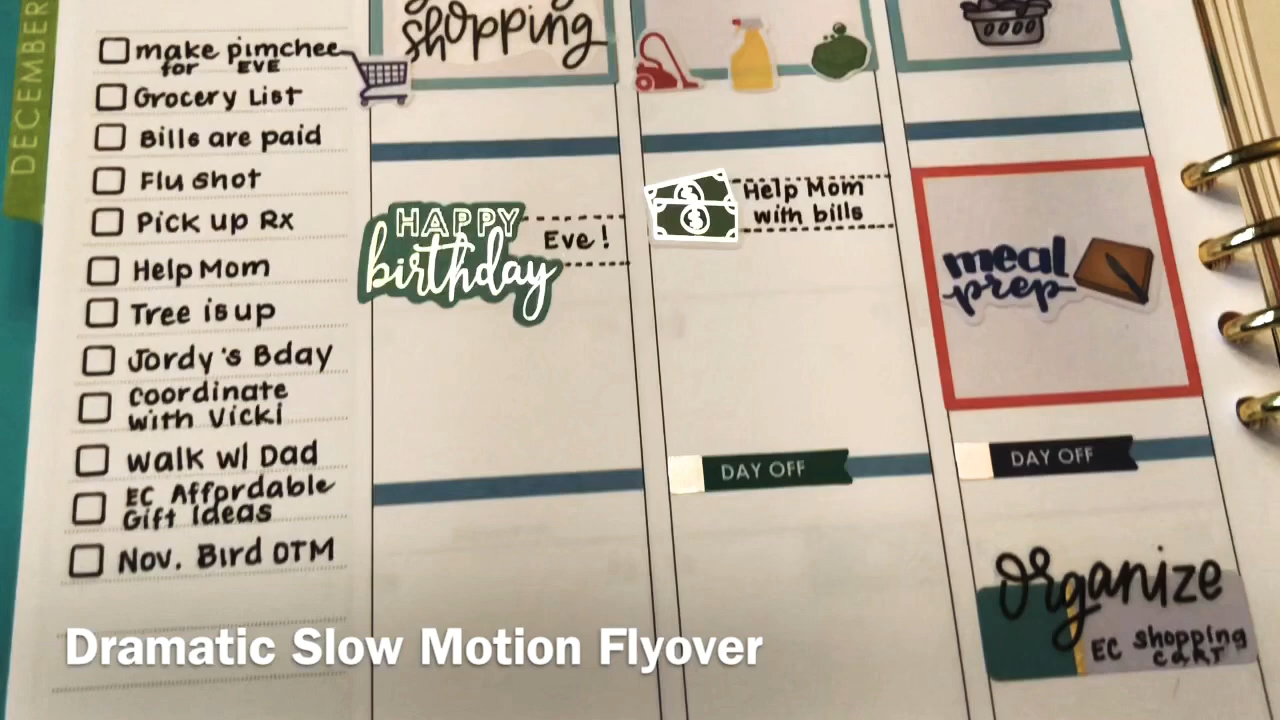 DECEMBER
make pimchee
for EVE
Grocery List
Bills are paid
Flu shot
Pick up Rx
Help Mom
Tree is up
Jordy's Bday
coordinate
with Vicki
walk w/ Dad
EC Affordable
Gift Ideas
Nov. Bird OTM
shopping
HAPPY
birthday
Eve!
Help Mom
with bills
DAY OFF
meal
prep
DAY OFF
organize
EC shopping
cart
Dramatic Slow Motion Flyover